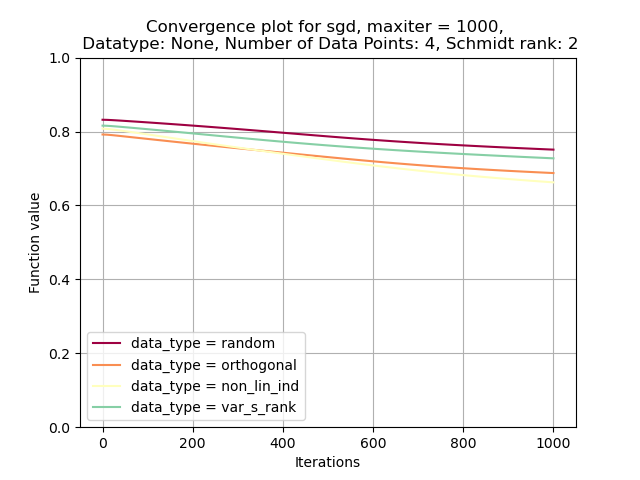 Convergence plot for sgd, maxiter = 1000,
Datatype: None, Number of Data Points: 4, Schmidt rank: 2
1.0
0.8
0.6
0.4
0.2
0.0
Function value
data_type = random
data_type = orthogonal
data_type = non_lin_ind
data_type = var_s_rank
0 200 400 600 800 1000
Iterations